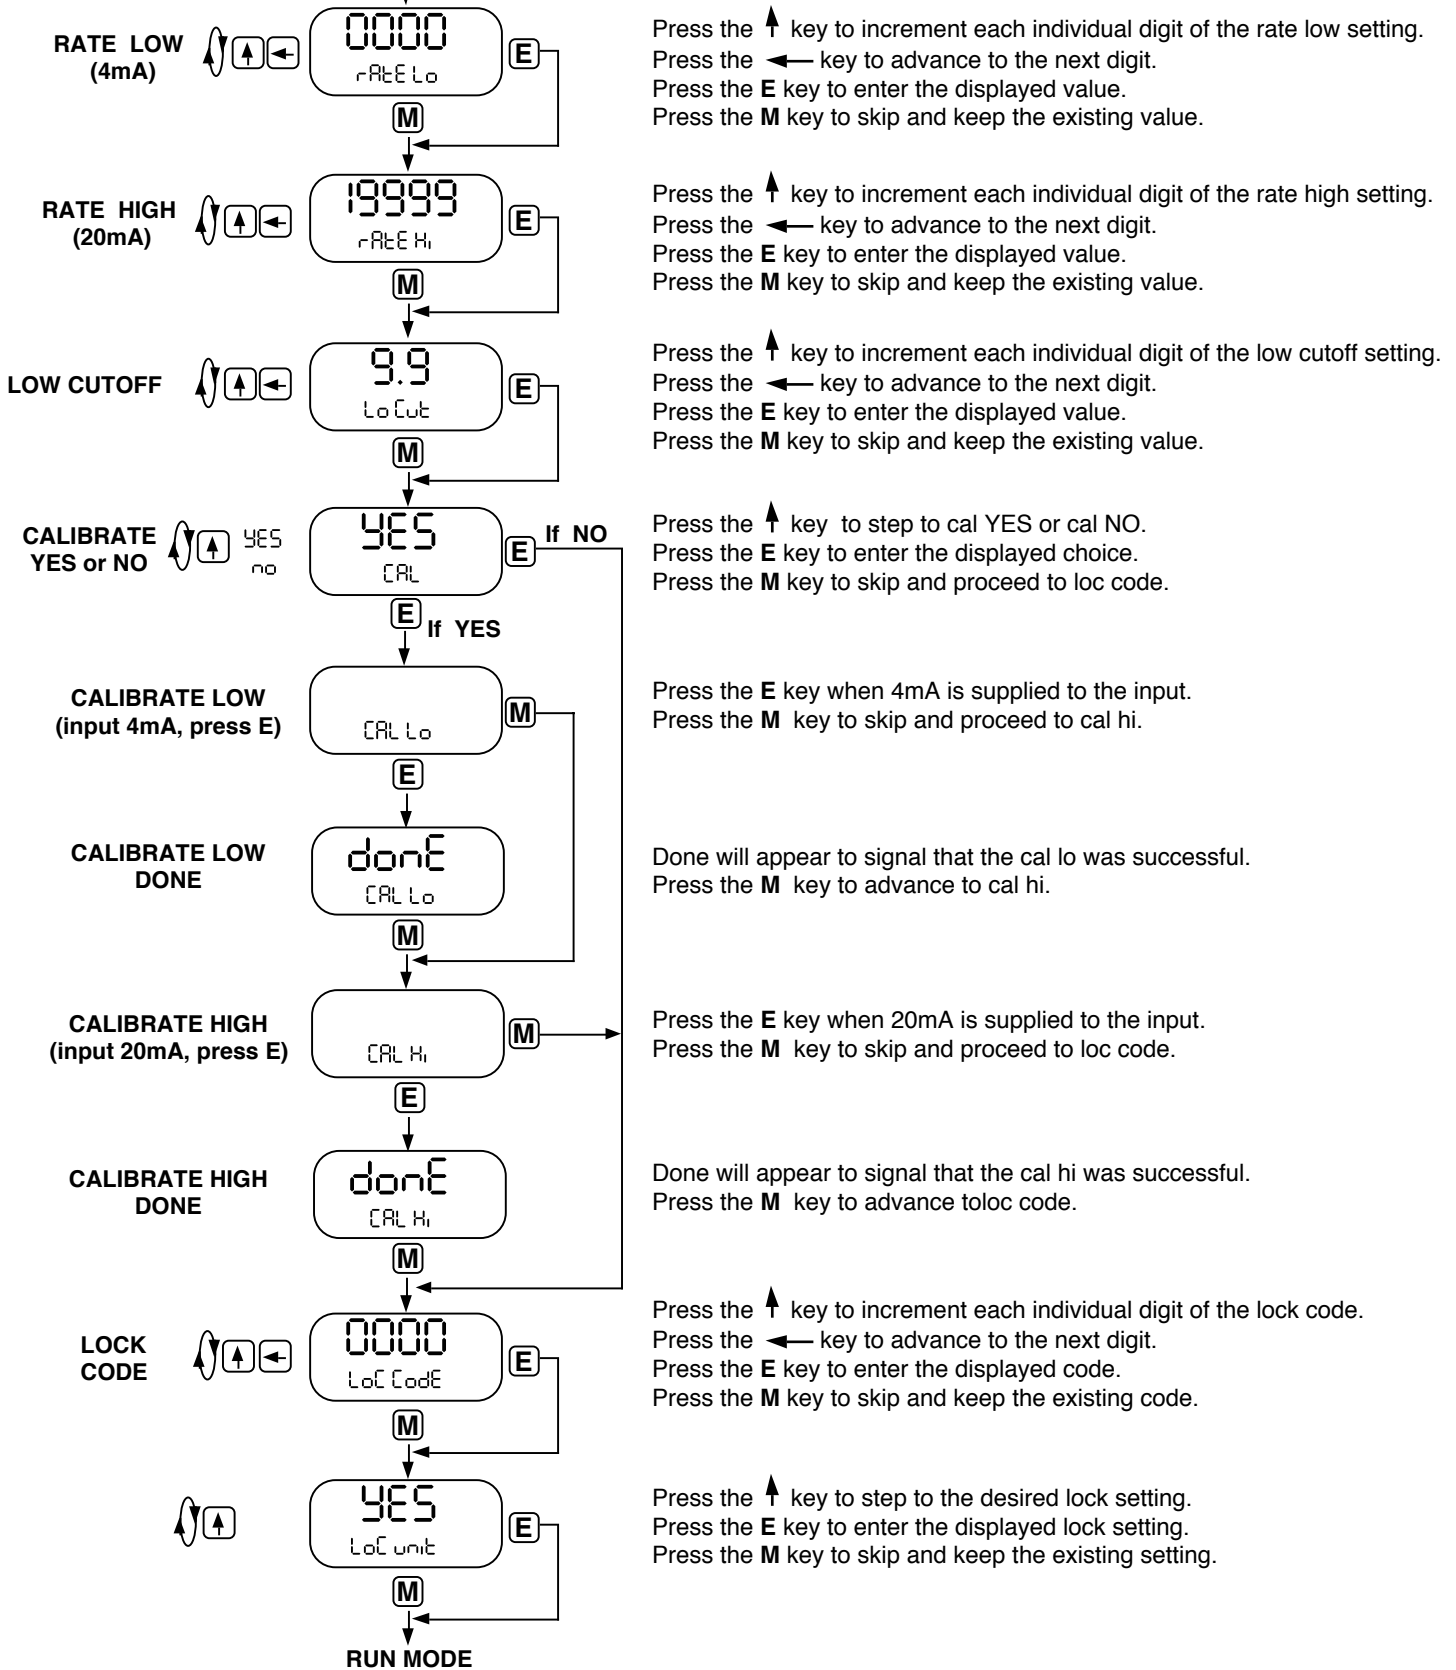 RATE LOW
(4mA)
0000
rAtE Lo
E
M
Press the key to increment each individual digit of the rate low setting.
Press the key to advance to the next digit.
Press the E key to enter the displayed value.
Press the M key to skip and keep the existing value.
RATE HIGH
(20mA)
19999
rAtE Hi
E
M
Press the key to increment each individual digit of the rate high setting.
Press the key to advance to the next digit.
Press the E key to enter the displayed value.
Press the M key to skip and keep the existing value.
LOW CUTOFF
9.9
Lo Cut
E
M
Press the key to increment each individual digit of the low cutoff setting.
Press the key to advance to the next digit.
Press the E key to enter the displayed value.
Press the M key to skip and keep the existing value.
CALIBRATE
YES or NO
YES
no
YES
CAL
E
If NO
E
If YES
Press the key to step to cal YES or cal NO.
Press the E key to enter the displayed choice.
Press the M key to skip and proceed to loc code.
CALIBRATE LOW
(input 4mA, press E)
CAL Lo
M
E
Press the E key when 4mA is supplied to the input.
Press the M key to skip and proceed to cal hi.
CALIBRATE LOW
DONE
donE
CAL Lo
M
Done will appear to signal that the cal lo was successful.
Press the M key to advance to cal hi.
CALIBRATE HIGH
(input 20mA, press E)
CAL Hi
M
E
Press the E key when 20mA is supplied to the input.
Press the M key to skip and proceed to loc code.
CALIBRATE HIGH
DONE
donE
CAL Hi
M
Done will appear to signal that the cal hi was successful.
Press the M key to advance toloc code.
LOCK
CODE
0000
LoC CodE
E
M
Press the key to increment each individual digit of the lock code.
Press the key to advance to the next digit.
Press the E key to enter the displayed code.
Press the M key to skip and keep the existing code.
YES
LoC unit
E
M
Press the key to step to the desired lock setting.
Press the E key to enter the displayed lock setting.
Press the M key to skip and keep the existing setting.
RUN MODE